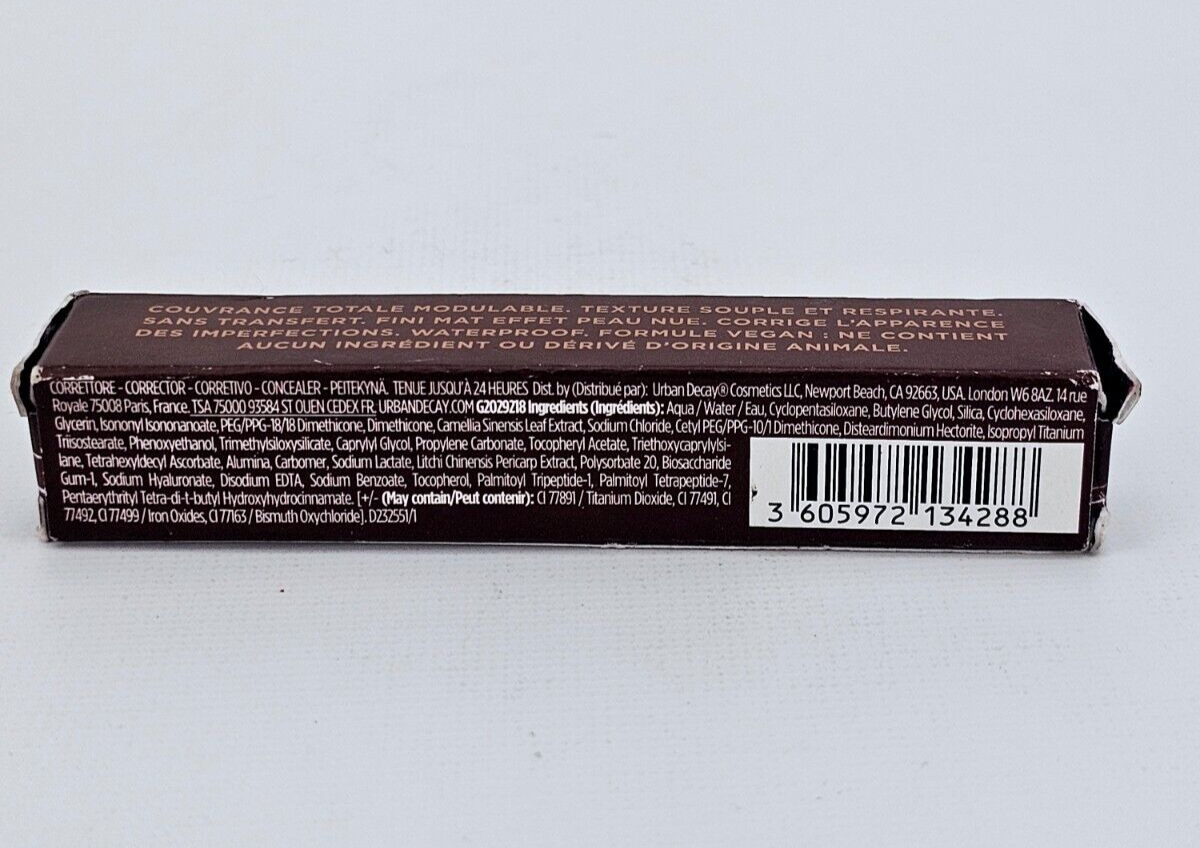 COUVRANCE TOTALE MODULABLE. TEXTURE SOUPLE ET RESPIRANTE.
SANS TRANSFERT. FINI MAT EFFET PEAU NUE. CORRIGE L'APPARENCE
DES IMPERFECTIONS. WATERPROOF. FORMULE VEGAN : NE CONTIENT
AUCUN INGRÉDIENT OU DÉRIVÉ D'ORIGINE ANIMALE.
CORRETTORE - CORRECTOR - CORRETIVO - CONCEALER - PEITEKYNÄ. TENUE JUSQU'À 24 HEURES Dist. by (Distribué par): Urban Decay® Cosmetics LLC, Newport Beach, CA 92663, USA. London W6 8AZ. 14 rue
Royale 75008 Paris, France. TSA 75000 93584 ST OUEN CEDEX FR. URBANDECAY.COM G2029218 Ingredients (Ingrédients): Aqua / Water / Eau, Cyclopentasiloxane, Butylene Glycol, Silica, Cyclohexasiloxane,
Glycerin, Isononyl Isononanoate, PEG/PPG-18/18 Dimethicone, Dimethicone, Camellia Sinensis Leaf Extract, Sodium Chloride, Cetyl PEG/PPG-10/1 Dimethicone, Disteardimonium Hectorite, Isopropyl Titanium
Triisostearate, Phenoxyethanol, Trimethylsiloxysilicate, Caprylyl Glycol, Propylene Carbonate, Tocopheryl Acetate, Triethoxycaprylylsi-
lane, Tetrahexyldecyl Ascorbate, Alumina, Carbomer, Sodium Lactate, Litchi Chinensis Pericarp Extract, Polysorbate 20, Biosaccharide
Gum-1, Sodium Hyaluronate, Disodium EDTA, Sodium Benzoate, Tocopherol, Palmitoyl Tripeptide-1, Palmitoyl Tetrapeptide-7,
Pentaerythrityl Tetra-di-t-butyl Hydroxyhydrocinnamate. [+/- (May contain/Peut contenir): CI 77891 / Titanium Dioxide, CI 77491, CI
77492, CI 77499 / Iron Oxides, CI 77163 / Bismuth Oxychloride]. D232551/1
3 605972 134288